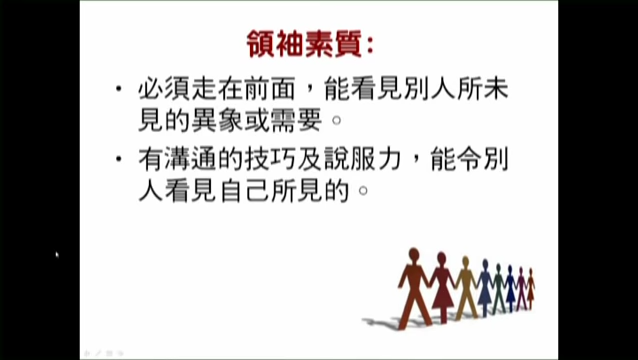 領袖素質：
• 必須走在前面，能看見別人所未
見的異象或需要。
• 有溝通的技巧及說服力，能令別
人看見自己所見的。